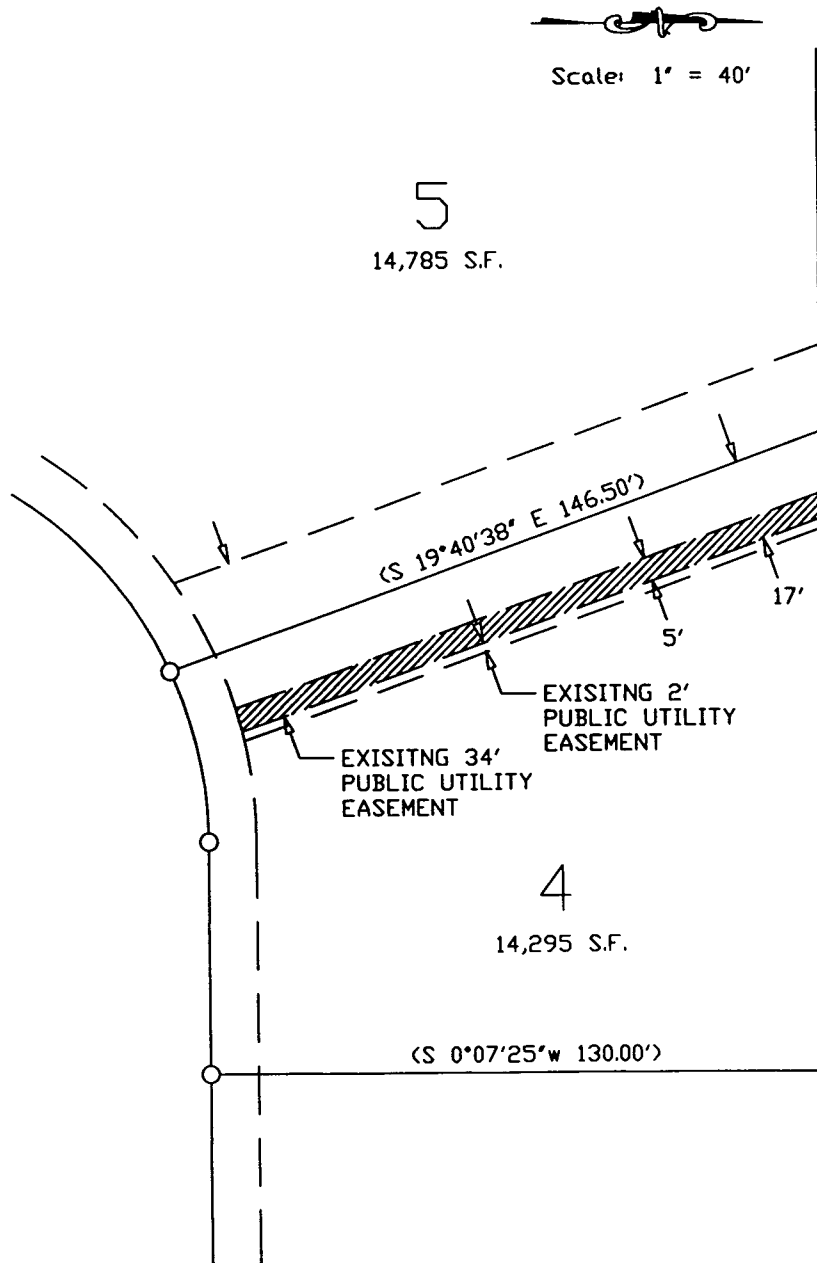 Scale: 1" = 40'
5
14,785 S.F.
(S 19°40'38" E 146.50')
17'
5'
EXISITNG 2'
PUBLIC UTILITY
EASEMENT
EXISITNG 34'
PUBLIC UTILITY
EASEMENT
4
14,295 S.F.
(S 0°07'25"w 130.00')